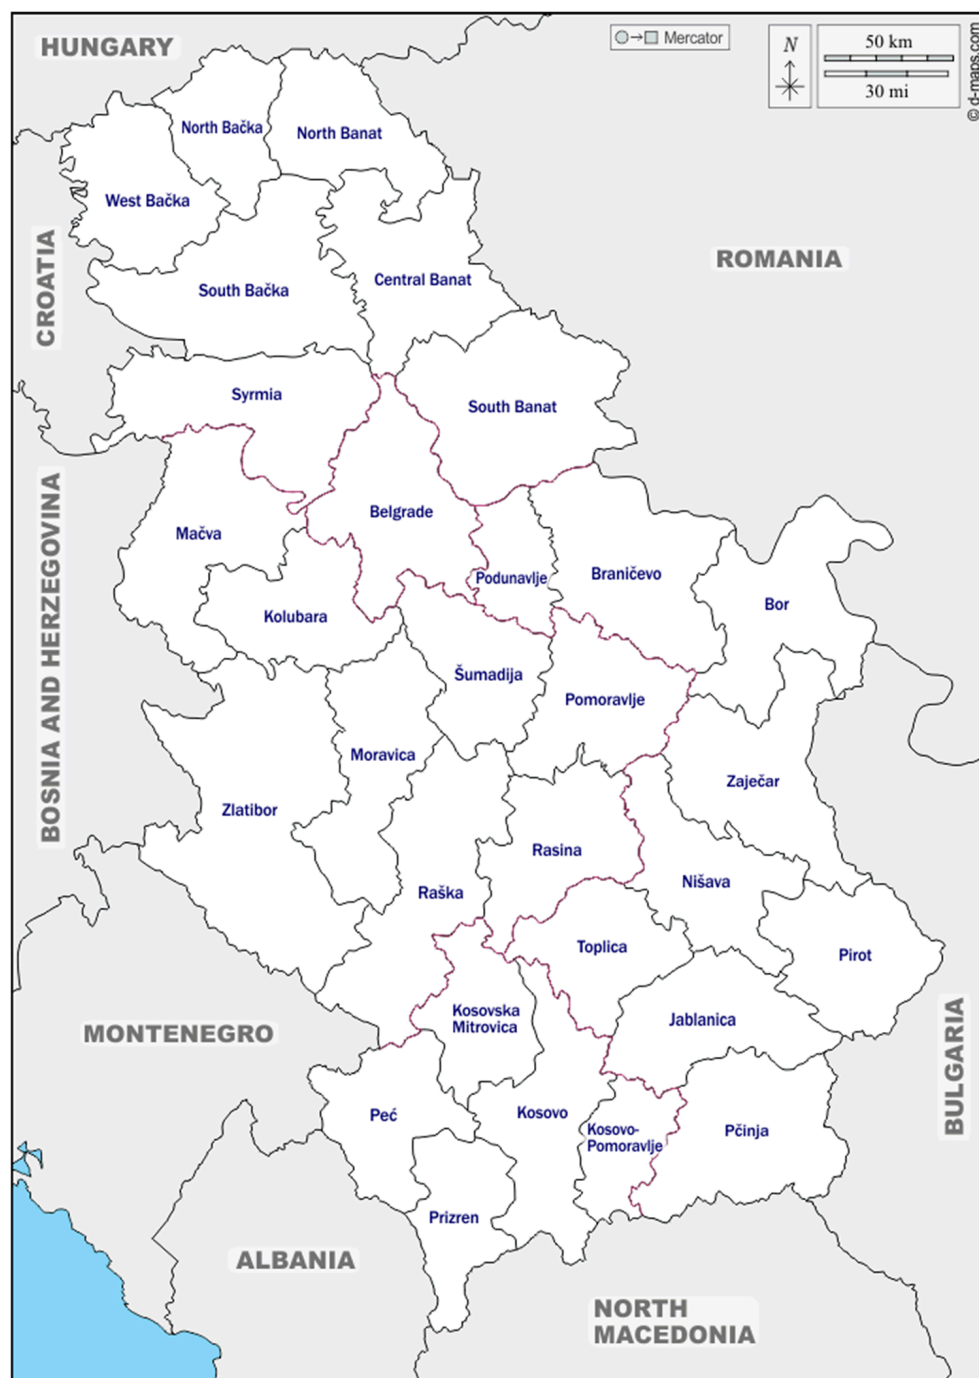 HUNGARY
Mercator
N
50 km
30 mi
© d-maps.com
North Bačka
North Banat
West Bačka
CROATIA
ROMANIA
South Bačka
Central Banat
Syrmia
South Banat
BOSNIA AND HERZEGOVINA
Mačva
Belgrade
Podunavlje
Braničevo
Bor
Kolubara
Šumadija
Pomoravlje
Moravica
Zaječar
Zlatibor
Rasina
Raška
Nišava
Toplica
Pirot
Kosovska
Mitrovica
Jablanica
MONTENEGRO
BULGARIA
Peć
Kosovo
Kosovo-
Pomoravlje
Pčinja
Prizren
ALBANIA
NORTH
MACEDONIA